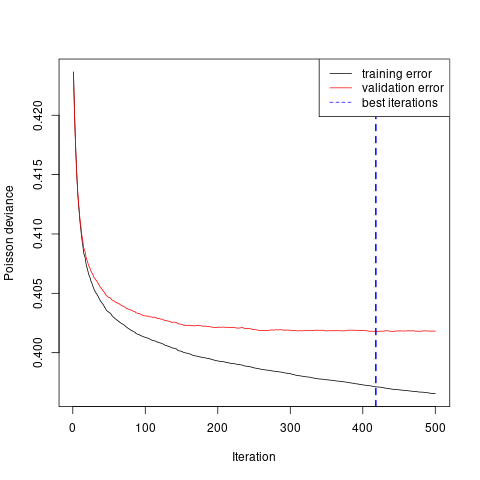 training error
validation error
best iterations
Poisson deviance
0.420
0.415
0.410
0.405
0.400
0
100
200
300
400
500
Iteration